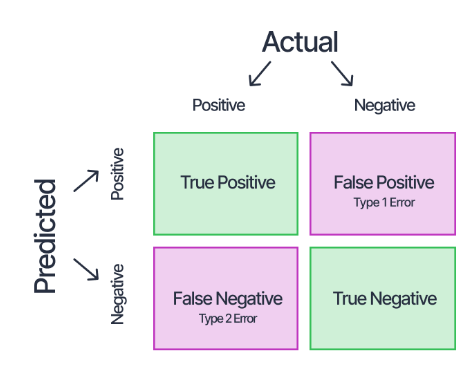 Actual
Positive
Negative
Predicted
Positive
True Positive
False Positive
Type 1 Error
Negative
False Negative
Type 2 Error
True Negative